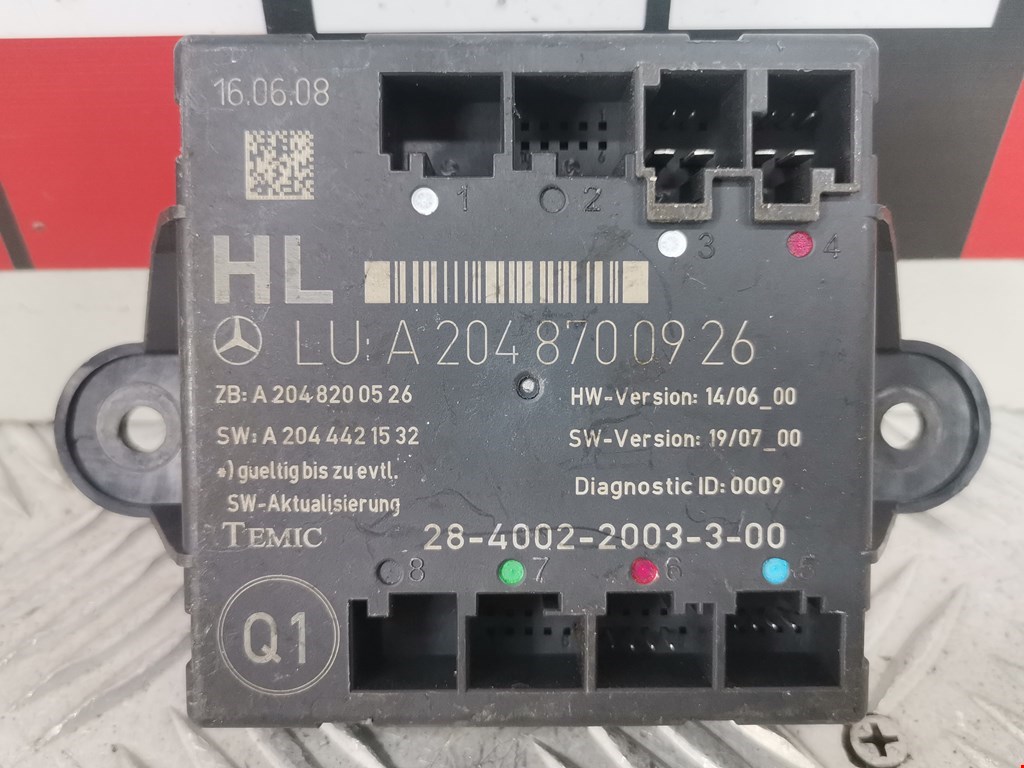 16.06.08
1 2
3 4
HL
LU: A 204 870 09 26
ZB: A 204 820 05 26
HW-Version: 14/06_00
SW: A 204 442 15 32
SW-Version: 19/07_00
*) gueltig bis zu evtl.
SW-Aktualisierung
Diagnostic ID: 0009
TEMIC
28-4002-2003-3-00
8 7 6 5
Q1